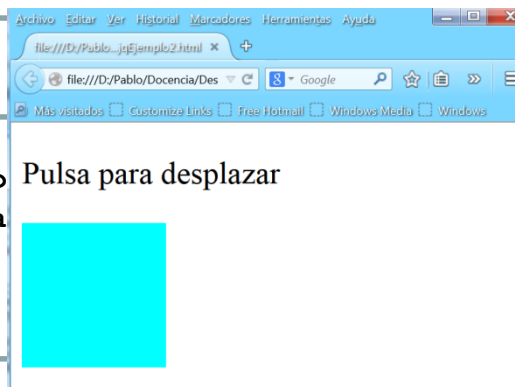 Archivo Editar Ver Historial Marcadores Herramientas Ayuda
file:///D:/Pablo...jqEjemplo2.html
file:///D:/Pablo/Docencia/Des Google
Más visitados Customize Links Free Hotmail Windows Media Windows
Pulsa para desplazar